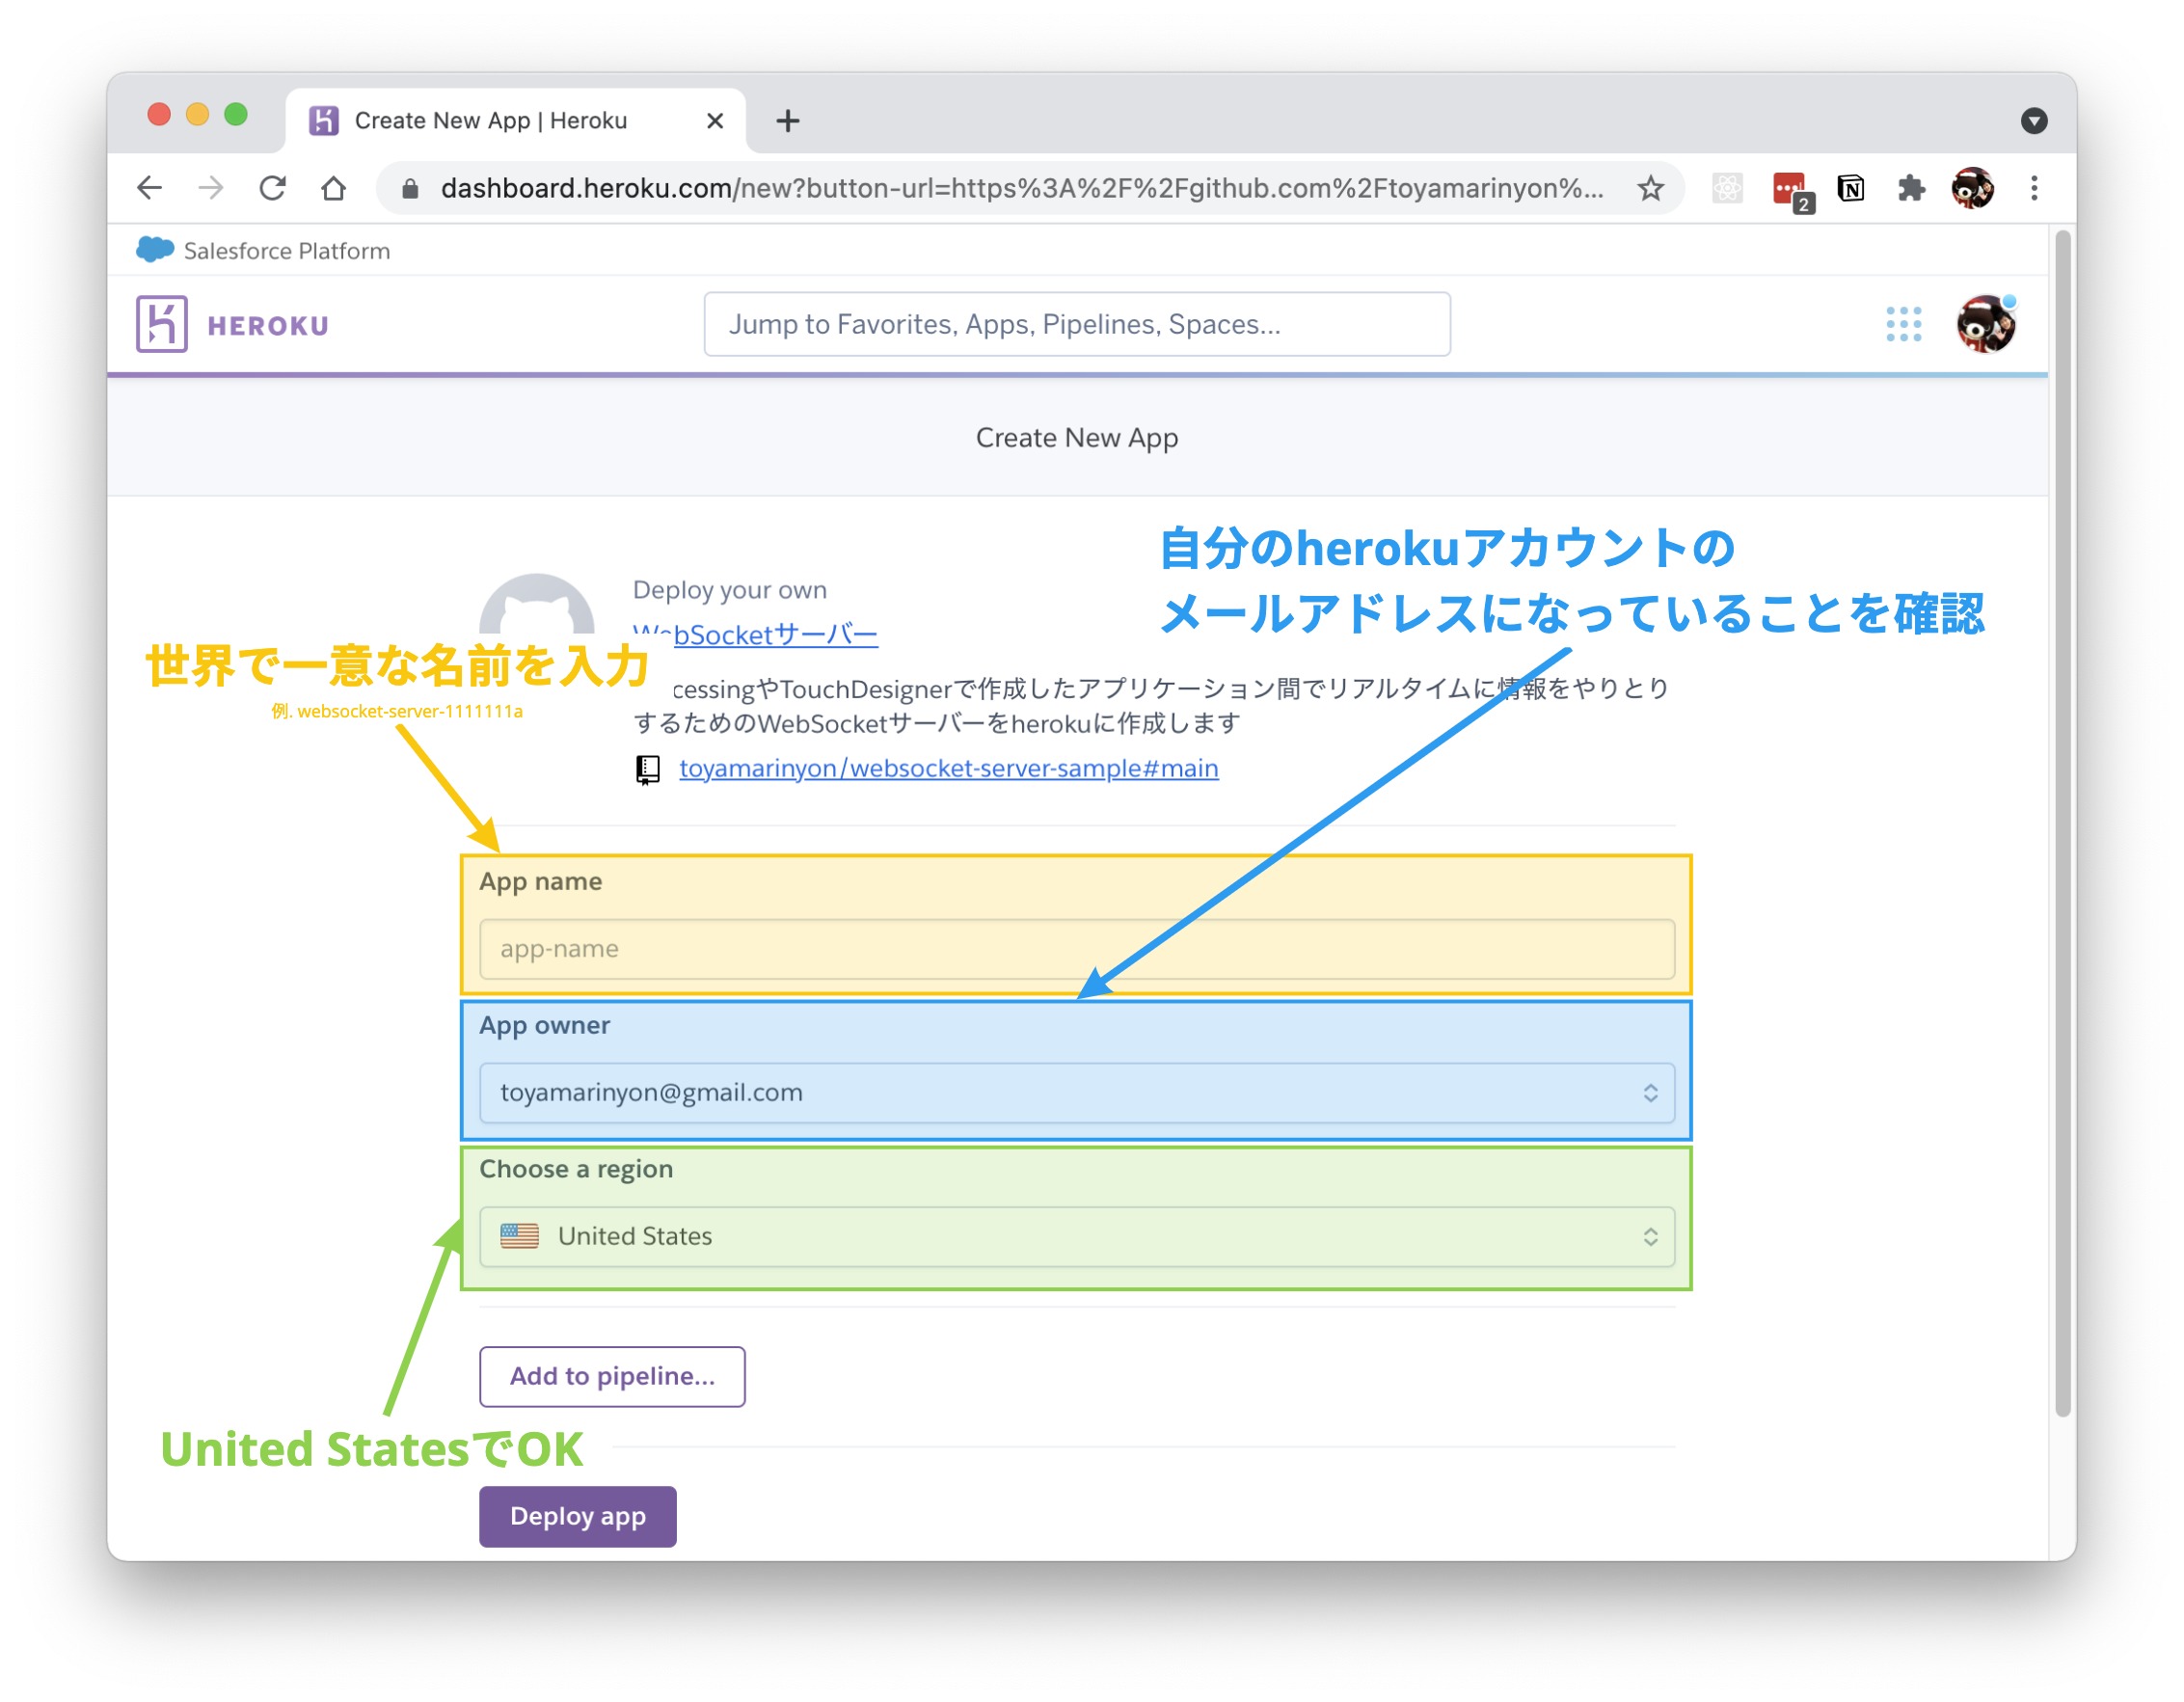 Create New App | Heroku
dashboard.heroku.com/new?button-url=https%3A%2F%2Fgithub.com%2Ftoyamarinyon%...
2
Salesforce Platform
HEROKU
Jump to Favorites, Apps, Pipelines, Spaces...
Create New App
自分のherokuアカウントの
メールアドレスになっていることを確認
Deploy your own
WebSocketサーバー
世界で一意な名前を入力
例. websocket-server-1111111a
cessingやTouchDesignerで作成したアプリケーション間でリアルタイムに情報をやりとり
するためのWebSocketサーバーをherokuに作成します
toyamarinyon/websocket-server-sample#main
App name
app-name
App owner
toyamarinyon@gmail.com
Choose a region
United States
Add to pipeline...
United StatesでOK
Deploy app